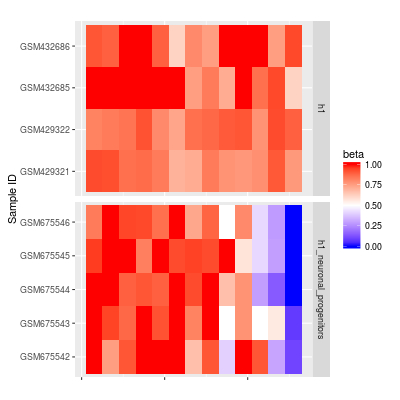 Sample ID
GSM432686
GSM432685
GSM429322
GSM429321
h1
GSM675546
GSM675545
GSM675544
GSM675543
GSM675542
h1_neuronal_progenitors
beta
1.00
0.75
0.50
0.25
0.00